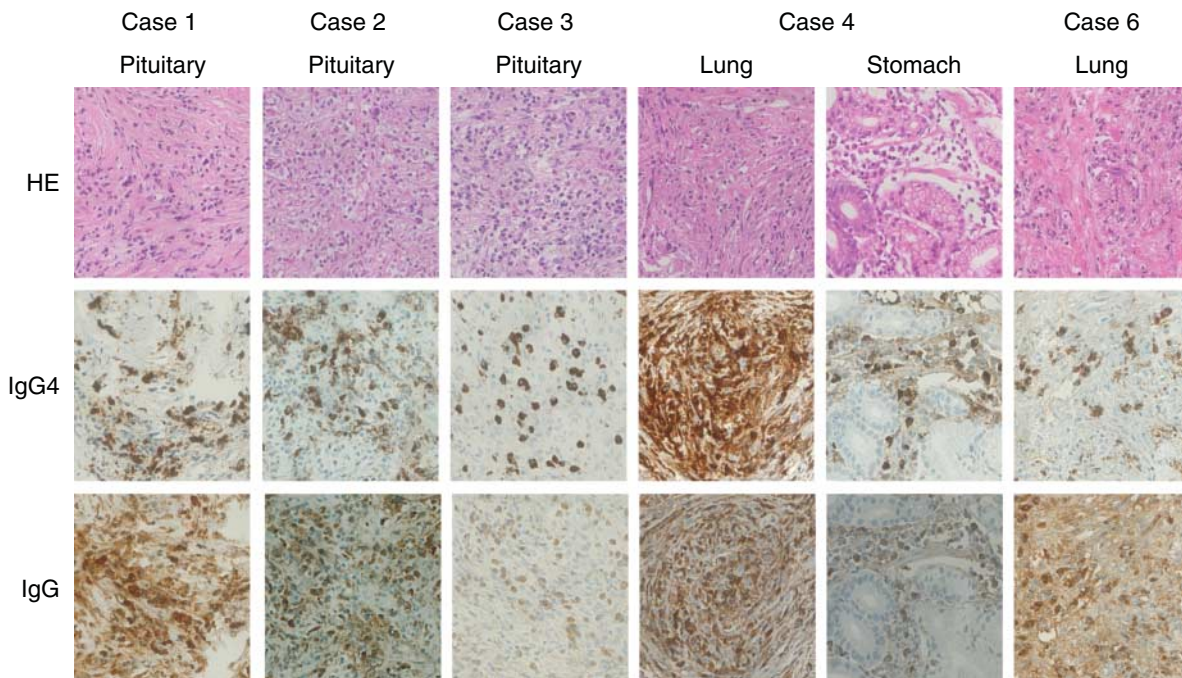 Case 1 Case 2 Case 3 Case 4 Case 6
Pituitary Pituitary Pituitary Lung Stomach Lung
HE
IgG4
IgG